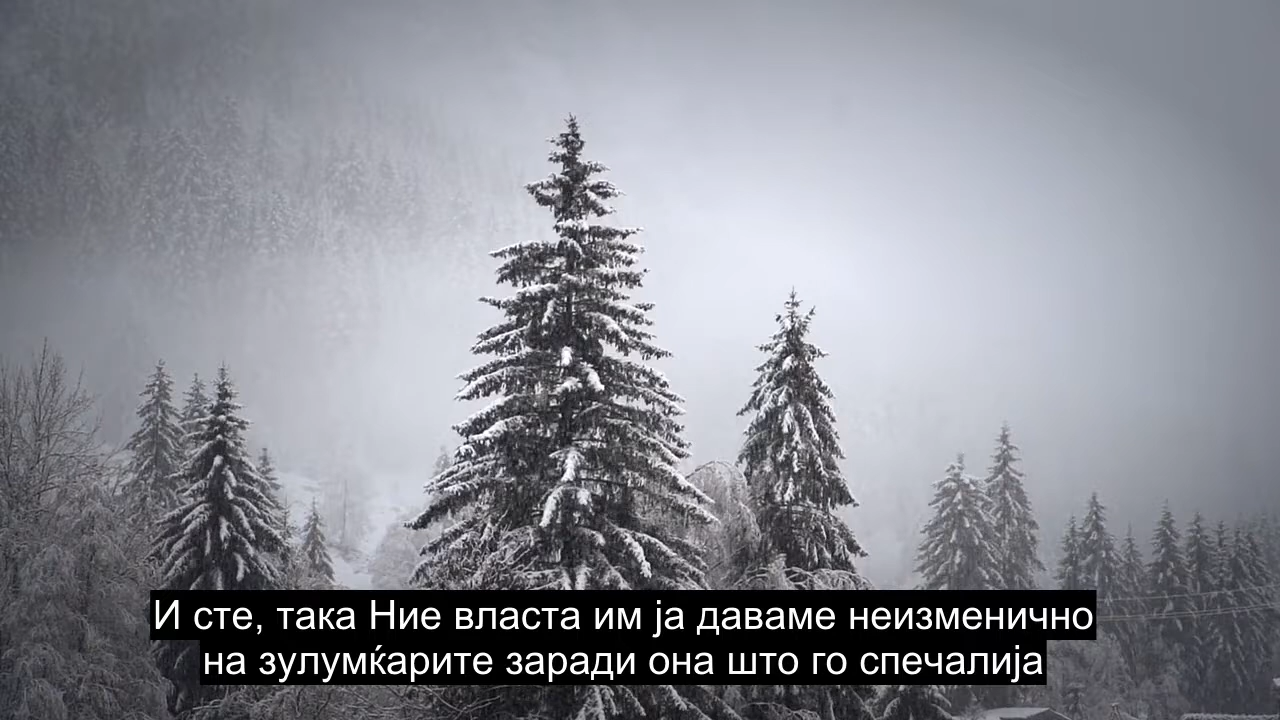 И сте, така Ние власта им ја даваме неизменично
на зулумќарите заради она што го спечалија